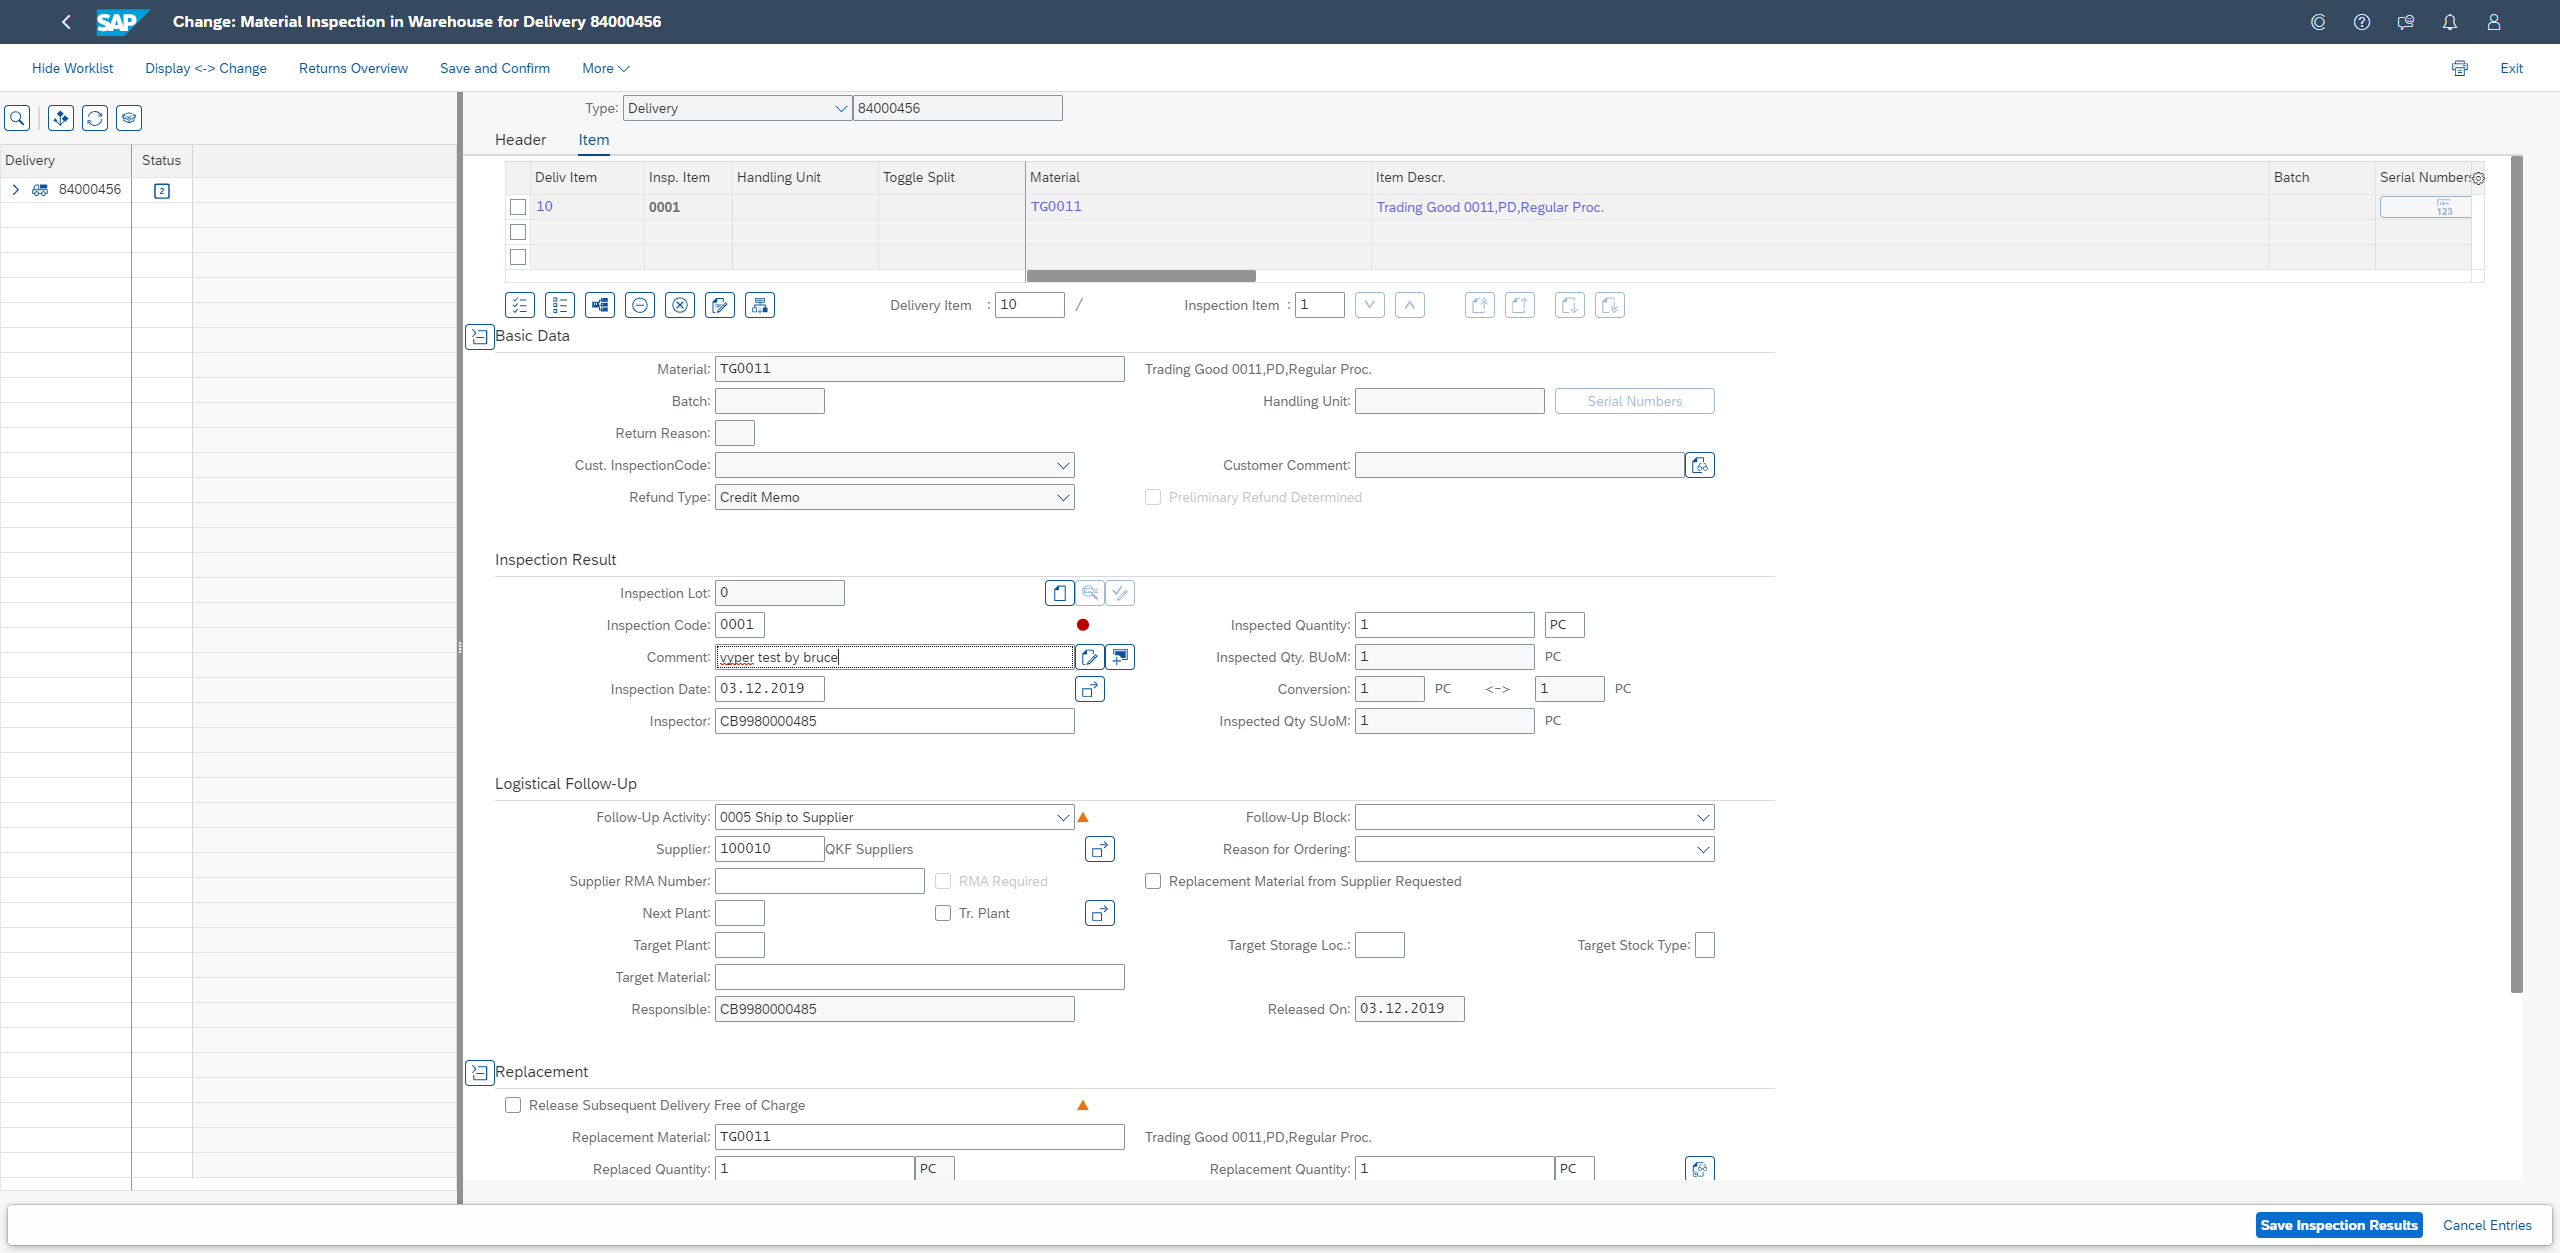 SAP Change: Material Inspection in Warehouse for Delivery 84000456
Hide Worklist Display <-> Change Returns Overview Save and Confirm More Exit
Type: Delivery 84000456
Header Item
Delivery Status
84000456 2
Deliv Item Insp. Item Handling Unit Toggle Split Material Item Descr. Batch Serial Numbers
10 0001 TG0011 Trading Good 0011,PD,Regular Proc. 123
Delivery Item : 10 / Inspection Item : 1
Basic Data
Material: TG0011 Trading Good 0011,PD,Regular Proc.
Batch: Handling Unit: Serial Numbers
Return Reason:
Cust. InspectionCode: Customer Comment:
Refund Type: Credit Memo Preliminary Refund Determined
Inspection Result
Inspection Lot: 0
Inspection Code: 0001 Inspected Quantity: 1 PC
Comment: vyper test by bruce Inspected Qty. BUoM: 1 PC
Inspection Date: 03.12.2019 Conversion: 1 PC <-> 1 PC
Inspector: CB9980000485 Inspected Qty SUoM: 1 PC
Logistical Follow-Up
Follow-Up Activity: 0005 Ship to Supplier Follow-Up Block:
Supplier: 100010 QKF Suppliers Reason for Ordering:
Supplier RMA Number: RMA Required Replacement Material from Supplier Requested
Next Plant: Tr. Plant
Target Plant: Target Storage Loc.: Target Stock Type:
Target Material:
Responsible: CB9980000485 Released On: 03.12.2019
Replacement
Release Subsequent Delivery Free of Charge
Replacement Material: TG0011 Trading Good 0011,PD,Regular Proc.
Replaced Quantity: 1 PC Replacement Quantity: 1 PC
Save Inspection Results Cancel Entries